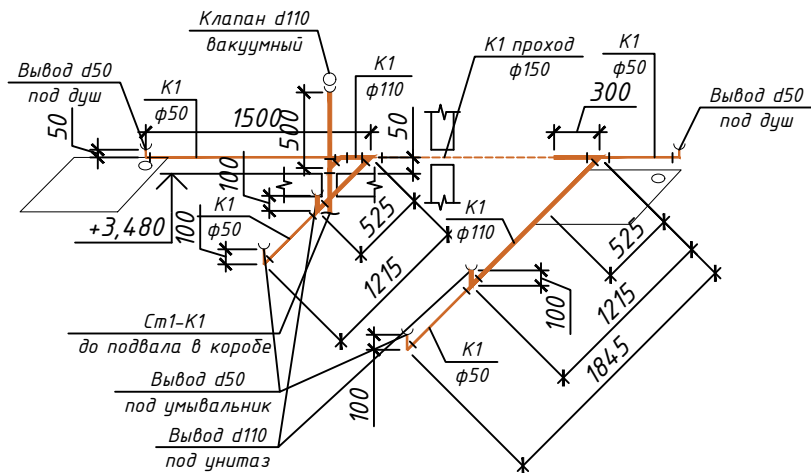 Клапан d110
вакуумный
Вывод d50
под душ
К1
ф50
К1
ф110
К1 проход
ф150
К1
ф50
Вывод d50
под душ
300
50
1500
500
50
100
+3,480
К1
ф50
100
525
1215
К1
ф110
525
1215
1845
100
Ст1-К1
до подвала в коробе
Вывод d50
под умывальник
К1
ф50
100
Вывод d110
под унитаз